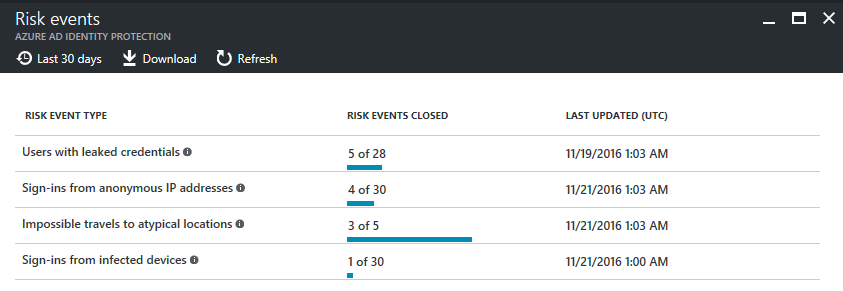 Risk events
AZURE AD IDENTITY PROTECTION
Last 30 days Download Refresh
RISK EVENT TYPE RISK EVENTS CLOSED LAST UPDATED (UTC)
Users with leaked credentials 5 of 28 11/19/2016 1:03 AM
Sign-ins from anonymous IP addresses 4 of 30 11/21/2016 1:03 AM
Impossible travels to atypical locations 3 of 5 11/21/2016 1:03 AM
Sign-ins from infected devices 1 of 30 11/21/2016 1:00 AM